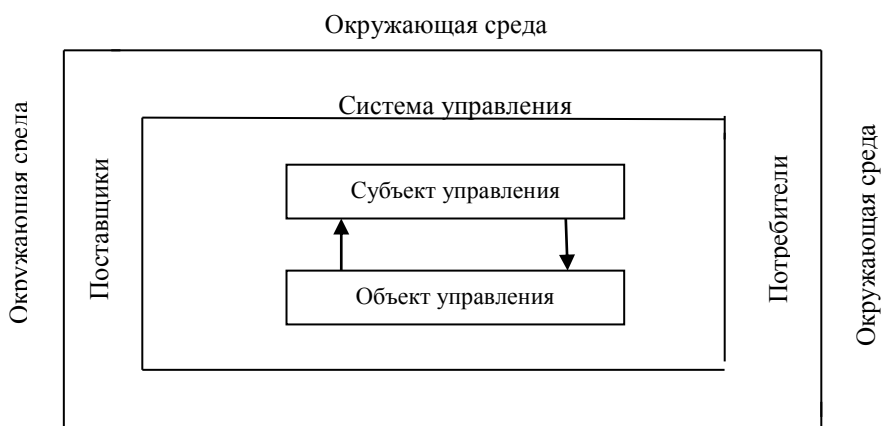 Окружающая среда
Система управления
Окружающая среда
Поставщики
Субъект управления
Объект управления
Потребители
Окружающая среда